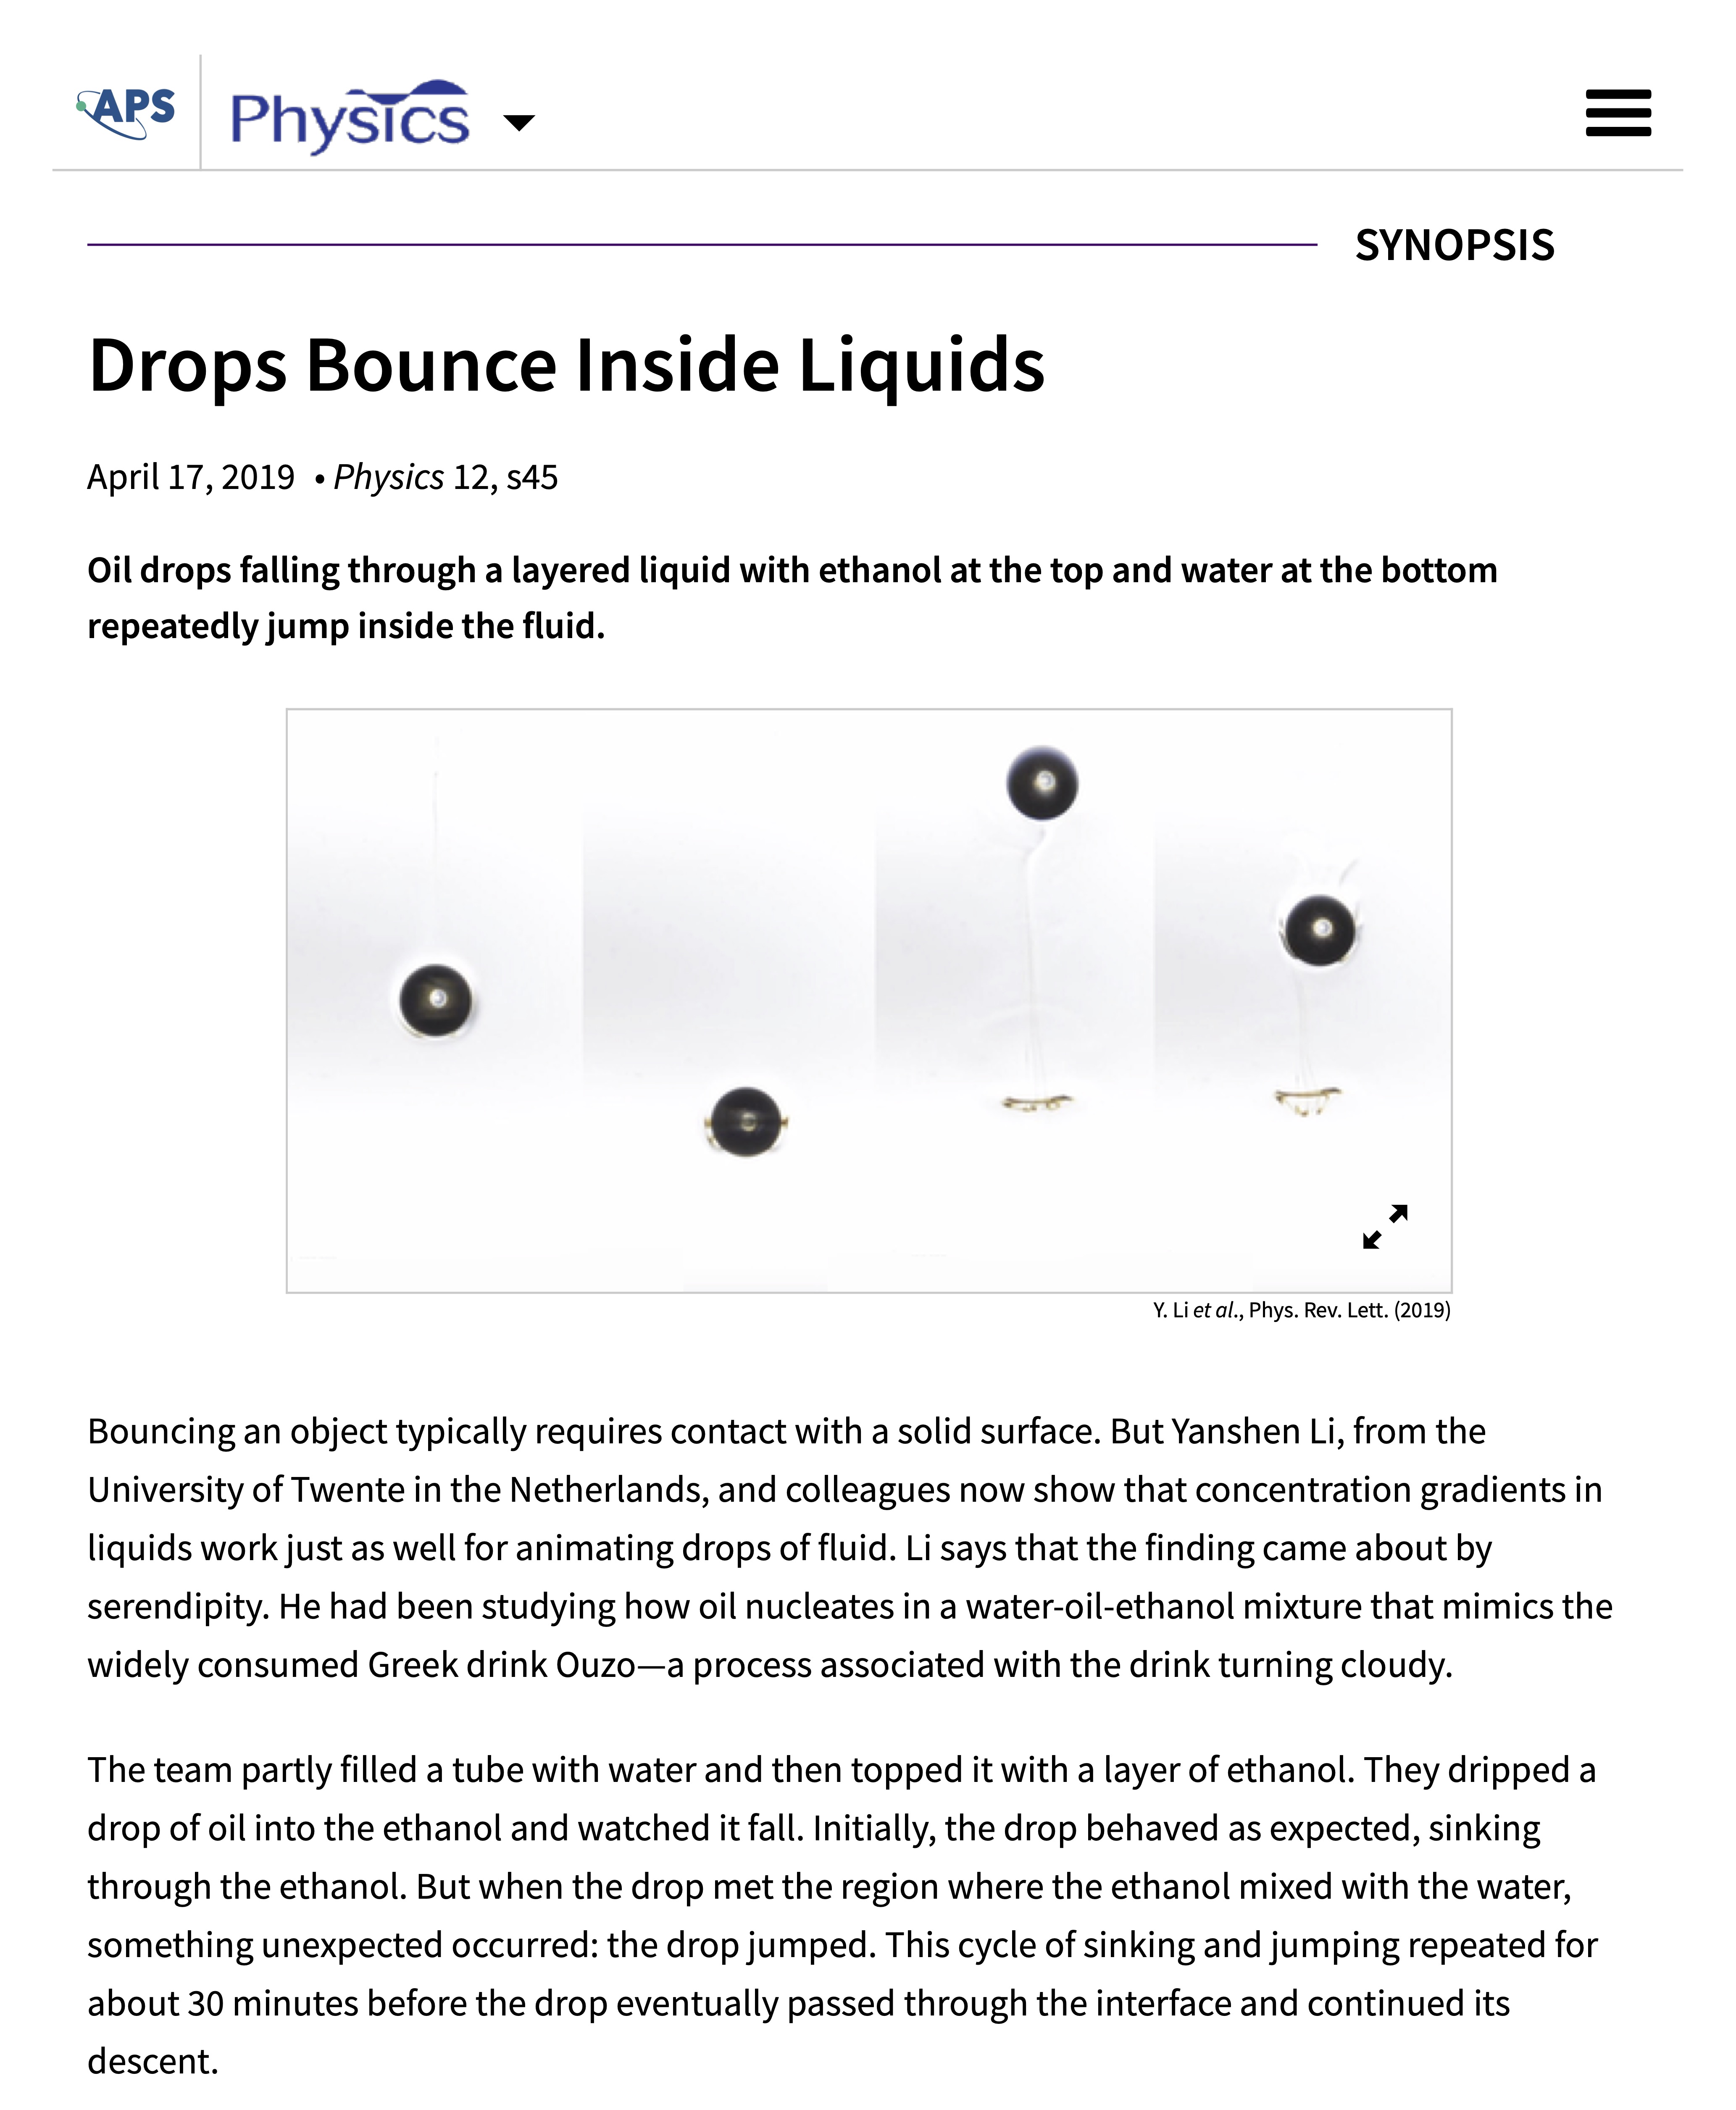 APS
Physics
SYNOPSIS
Drops Bounce Inside Liquids
April 17, 2019 • Physics 12, s45
Oil drops falling through a layered liquid with ethanol at the top and water at the bottom
repeatedly jump inside the fluid.
Y. Li et al., Phys. Rev. Lett. (2019)
Bouncing an object typically requires contact with a solid surface. But Yanshen Li, from the
University of Twente in the Netherlands, and colleagues now show that concentration gradients in
liquids work just as well for animating drops of fluid. Li says that the finding came about by
serendipity. He had been studying how oil nucleates in a water-oil-ethanol mixture that mimics the
widely consumed Greek drink Ouzo—a process associated with the drink turning cloudy.
The team partly filled a tube with water and then topped it with a layer of ethanol. They dripped a
drop of oil into the ethanol and watched it fall. Initially, the drop behaved as expected, sinking
through the ethanol. But when the drop met the region where the ethanol mixed with the water,
something unexpected occurred: the drop jumped. This cycle of sinking and jumping repeated for
about 30 minutes before the drop eventually passed through the interface and continued its
descent.